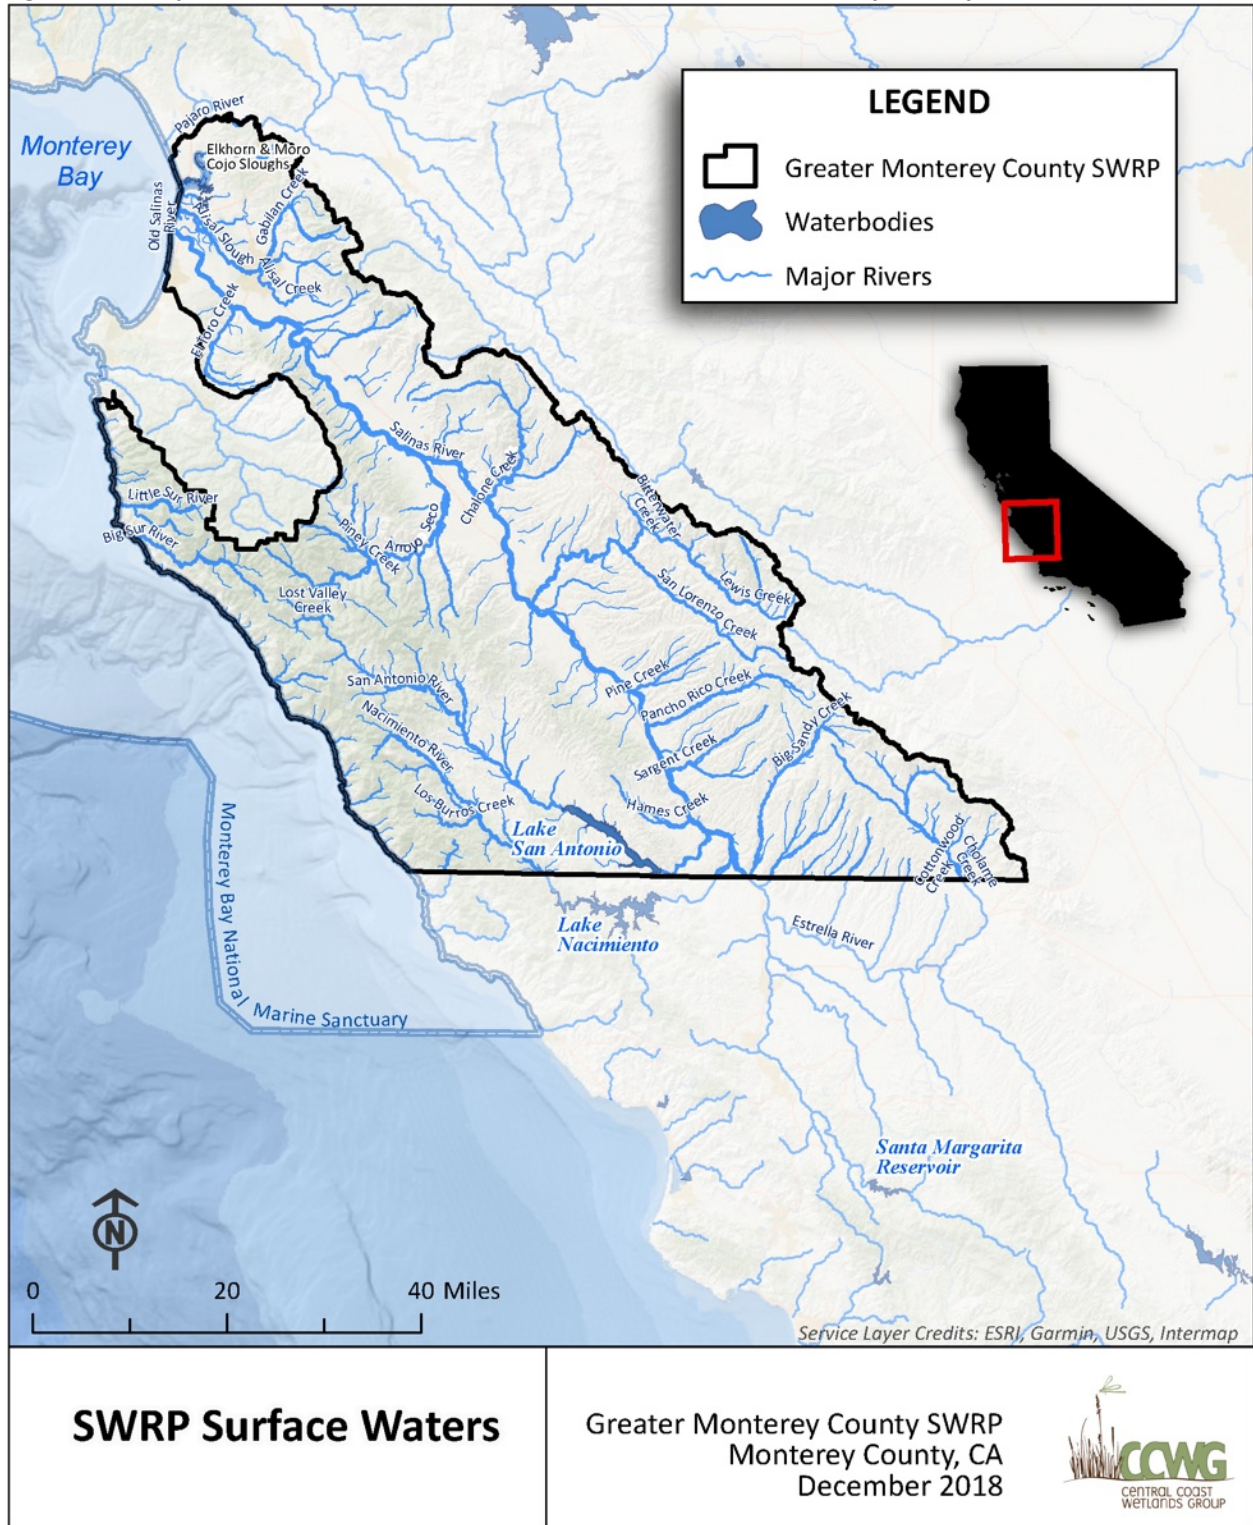 Monterey
Bay
Pajaro River
Elkhorn & Moro
Cojo Sloughs
Old Salinas
River
Alisal Slough
Gabilan Creek
Alisal Creek
El Toro Creek
LEGEND
Greater Monterey County SWRP
Waterbodies
Major Rivers
Salinas River
Chalone Creek
Bitterwater
Creek
Little Sur River
Big Sur River
Piney Creek
Arroyo Seco
Lost Valley
Creek
Lewis Creek
San Lorenzo Creek
San Antonio River
Pine Creek
Pancho Rico Creek
Nacimiento River
Sargent Creek
Big Sandy Creek
Los Burros Creek
Hames Creek
Lake
San Antonio
Cottonwood
Creek
Cholame
Creek
Lake
Nacimiento
Estrella River
Monterey Bay National
Marine Sanctuary
Santa Margarita
Reservoir
N
0 20 40 Miles
Service Layer Credits: ESRI, Garmin, USGS, Intermap
SWRP Surface Waters
Greater Monterey County SWRP
Monterey County, CA
December 2018
CCWG
CENTRAL COAST
WETLANDS GROUP